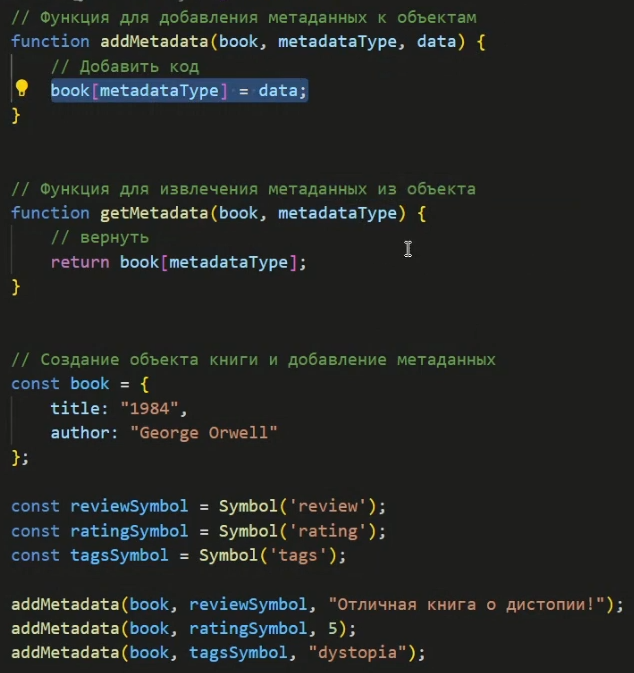 // Функция для добавления метаданных к объектам
function addMetadata(book, metadataType, data) {
    // Добавить код
    book[metadataType] = data;
}
// Функция для извлечения метаданных из объекта
function getMetadata(book, metadataType) {
    // вернуть
    return book[metadataType];
}
// Создание объекта книги и добавление метаданных
const book = {
    title: "1984",
    author: "George Orwell"
};
const reviewSymbol = Symbol('review');
const ratingSymbol = Symbol('rating');
const tagsSymbol = Symbol('tags');
addMetadata(book, reviewSymbol, "Отличная книга о дистопии!");
addMetadata(book, ratingSymbol, 5);
addMetadata(book, tagsSymbol, "dystopia");